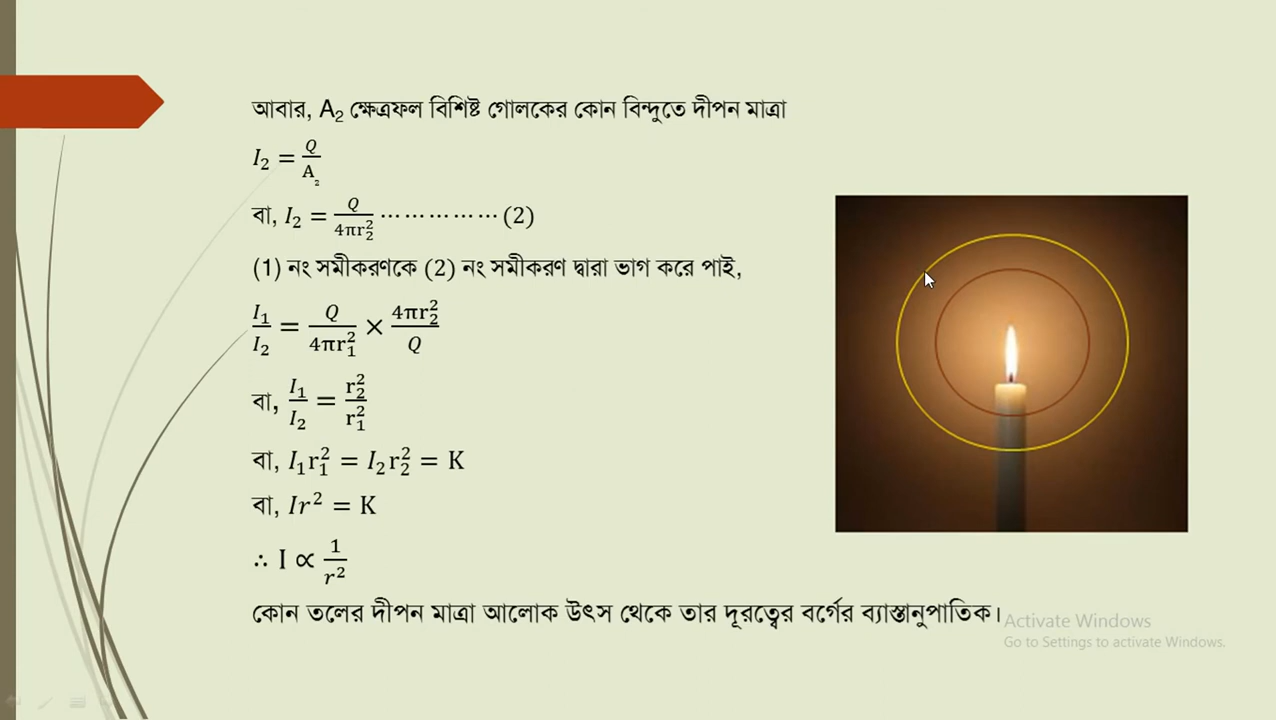 আবার, A₂ ক্ষেত্রফল বিশিষ্ট গোলকের কোন বিন্দুতে দীপন মাত্রা
I₂ = Q/A₂
বা, I₂ = Q/4πr₂² ⋯⋯⋯⋯⋯ (2)
(1) নং সমীকরণকে (2) নং সমীকরণ দ্বারা ভাগ করে পাই,
I₁/I₂ = Q/4πr₁² × 4πr₂²/Q
বা, I₁/I₂ = r₂²/r₁²
বা, I₁r₁² = I₂r₂² = K
বা, Ir² = K
∴ I ∝ 1/r²
কোন তলের দীপন মাত্রা আলোক উৎস থেকে তার দূরত্বের বর্গের ব্যাস্তানুপাতিক।
Activate Windows
Go to Settings to activate Windows.